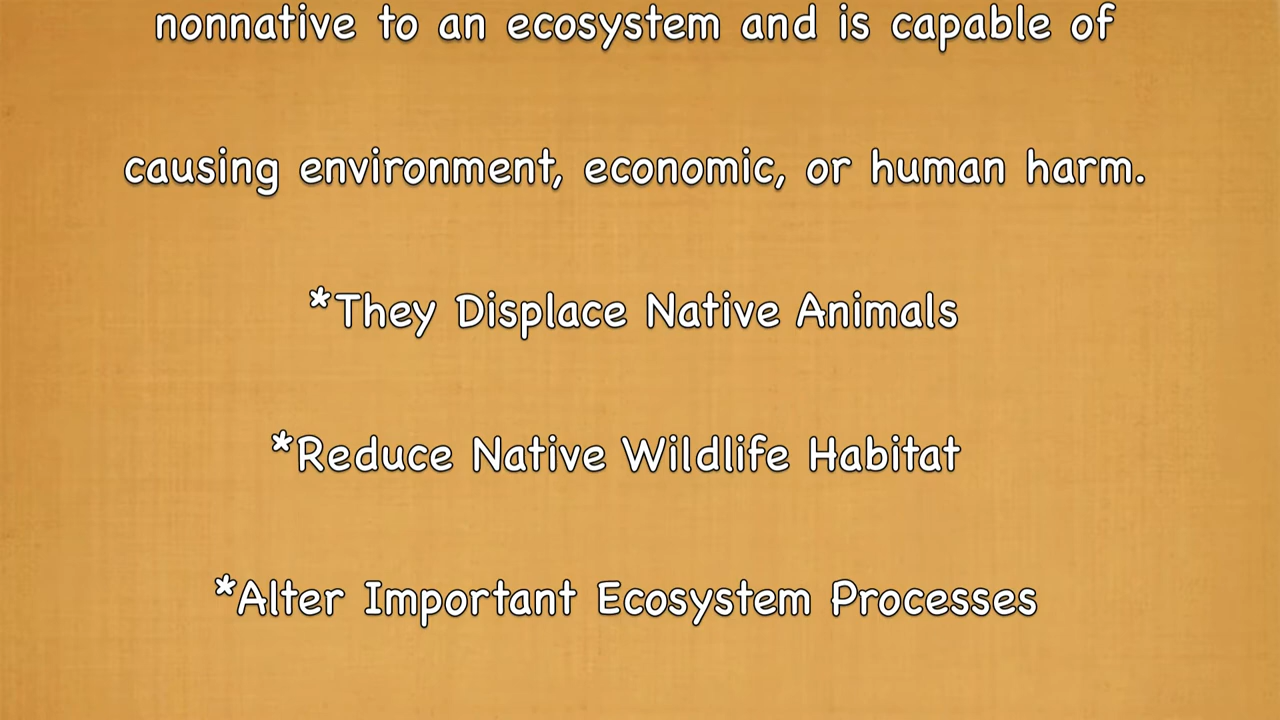 nonnative to an ecosystem and is capable of
causing environment, economic, or human harm.
*They Displace Native Animals
*Reduce Native Wildlife Habitat
*Alter Important Ecosystem Processes